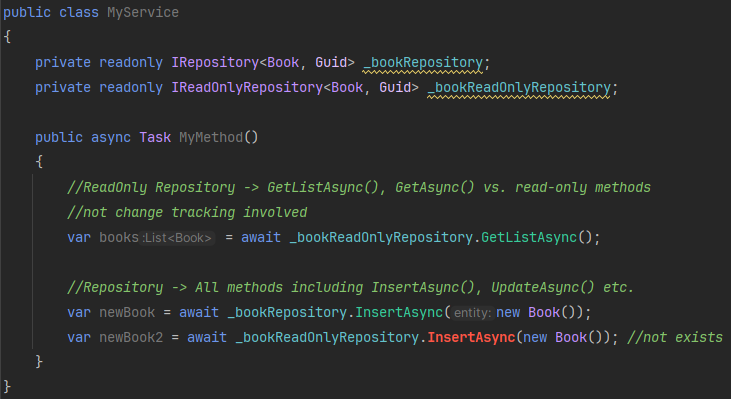 public class MyService
{
private readonly IRepository<Book, Guid> _bookRepository;
private readonly IReadOnlyRepository<Book, Guid> _bookReadOnlyRepository;
public async Task MyMethod()
{
//ReadOnly Repository -> GetListAsync(), GetAsync() vs. read-only methods
//not change tracking involved
var books :List<Book> = await _bookReadOnlyRepository.GetListAsync();
//Repository -> All methods including InsertAsync(), UpdateAsync() etc.
var newBook = await _bookRepository.InsertAsync( entity: new Book());
var newBook2 = await _bookReadOnlyRepository.InsertAsync(new Book()); //not exists
}
}